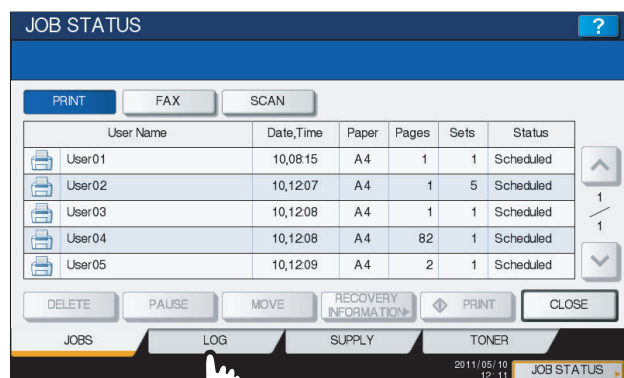 JOB STATUS ?
PRINT FAX SCAN
User Name Date,Time Paper Pages Sets Status
User01 10,08:15 A4 1 1 Scheduled
User02 10,12:07 A4 1 5 Scheduled
User03 10,12:08 A4 1 1 Scheduled
User04 10,12:08 A4 82 1 Scheduled
User05 10,12:09 A4 2 1 Scheduled
1
1
DELETE PAUSE MOVE RECOVERY INFORMATION PRINT CLOSE
JOBS LOG SUPPLY TONER
2011/05/10
12:11 JOB STATUS